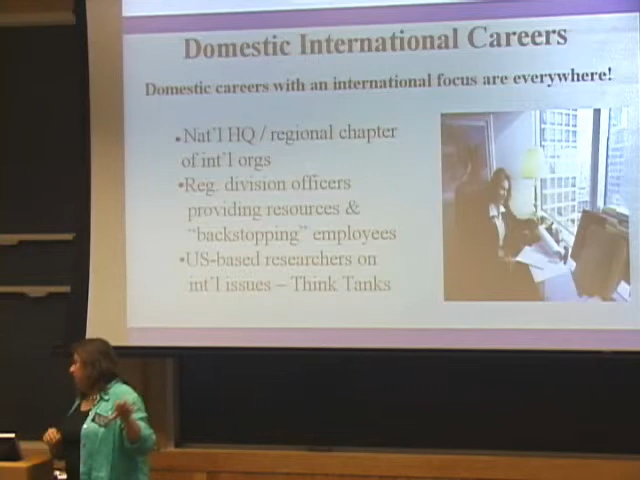 Domestic International Careers
Domestic careers with an international focus are everywhere!
•Nat'l HQ / regional chapter
of int'l orgs
•Reg. division officers
providing resources &
"backstopping" employees
•US-based researchers on
int'l issues – Think Tanks